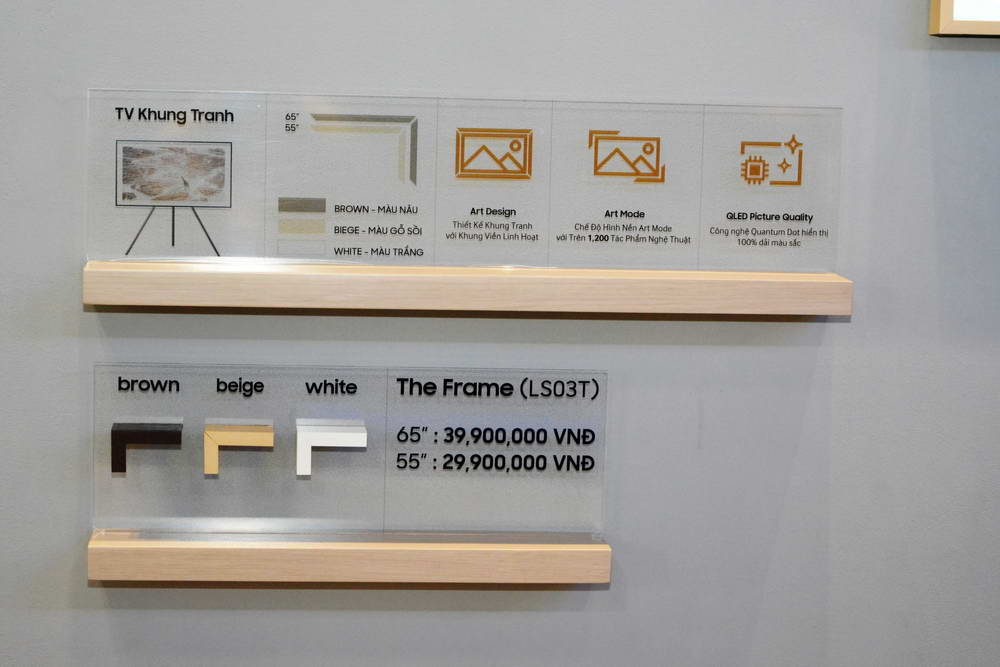 TV Khung Tranh
65"
55"
BROWN - MÀU NÂU
BIEGE - MÀU GỖ SỒI
WHITE - MÀU TRẮNG
Art Design
Thiết Kế Khung Tranh
với Khung Viền Linh Hoạt
Art Mode
Chế Độ Hình Nền Art Mode
với Trên 1,200 Tác Phẩm Nghệ Thuật
QLED Picture Quality
Công nghệ Quantum Dot hiển thị
100% dải màu sắc
brown
beige
white
The Frame (LS03T)
65" : 39,900,000 VNĐ
55" : 29,900,000 VNĐ